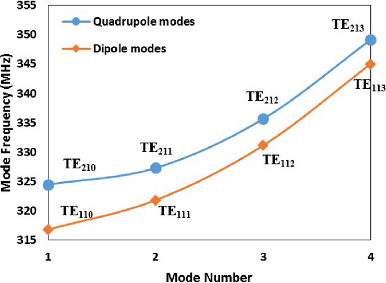 355
350
345
340
335
330
325
320
315
Mode Frequency (MHz)
Quadrupole modes
Dipole modes
TE213
TE113
TE212
TE112
TE211
TE111
TE210
TE110
1 2 3 4
Mode Number